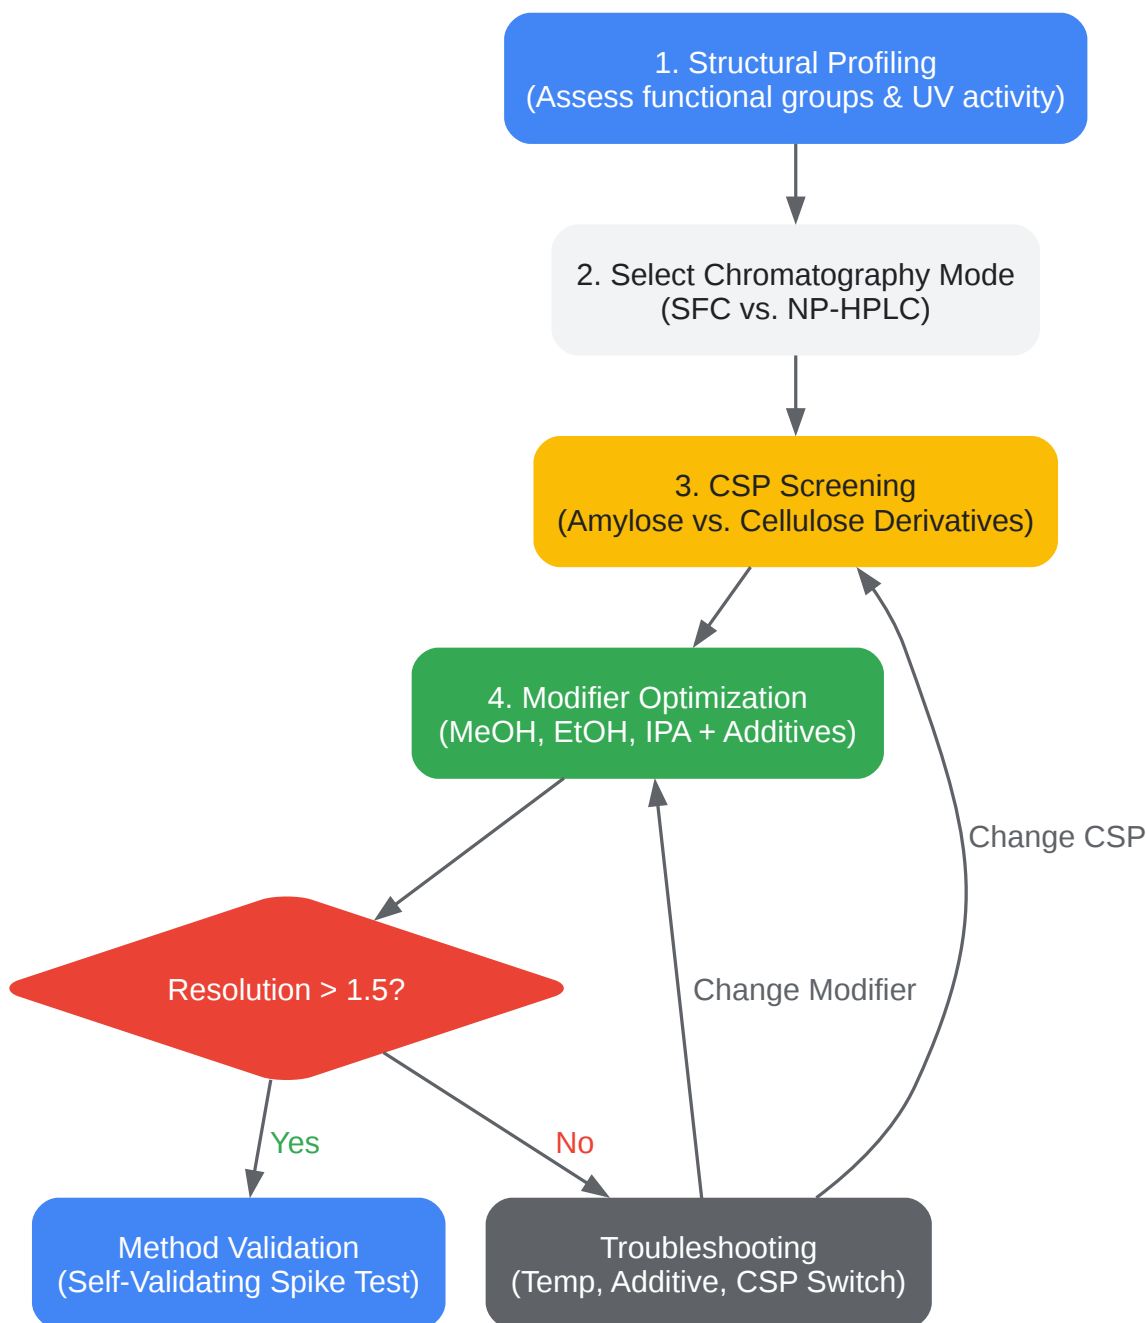 1. Structural Profiling
(Assess functional groups & UV activity)
2. Select Chromatography Mode
(SFC vs. NP-HPLC)
3. CSP Screening
(Amylose vs. Cellulose Derivatives)
4. Modifier Optimization
(MeOH, EtOH, IPA + Additives)
Change CSP
Resolution > 1.5?
Change Modifier
Yes
No
Method Validation
(Self-Validating Spike Test)
Troubleshooting
(Temp, Additive, CSP Switch)